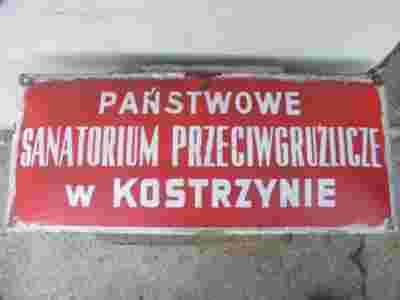 PAŃSTWOWE
SANATORIUM PRZECIWGRUŹLICZE
w KOSTRZYNIE